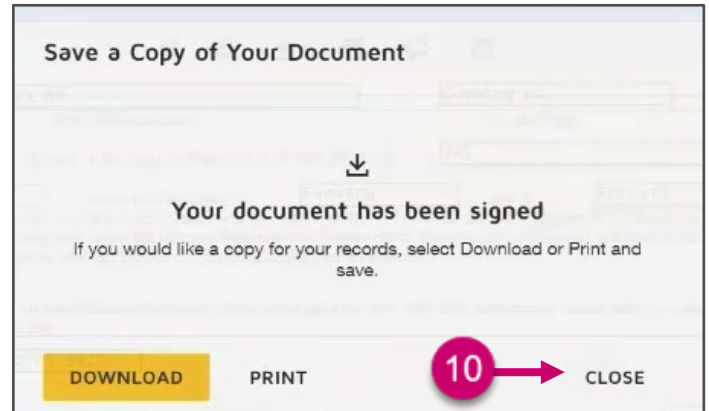 Save a Copy of Your Document
Your document has been signed
If you would like a copy for your records, select Download or Print and
save.
DOWNLOAD PRINT 10 CLOSE